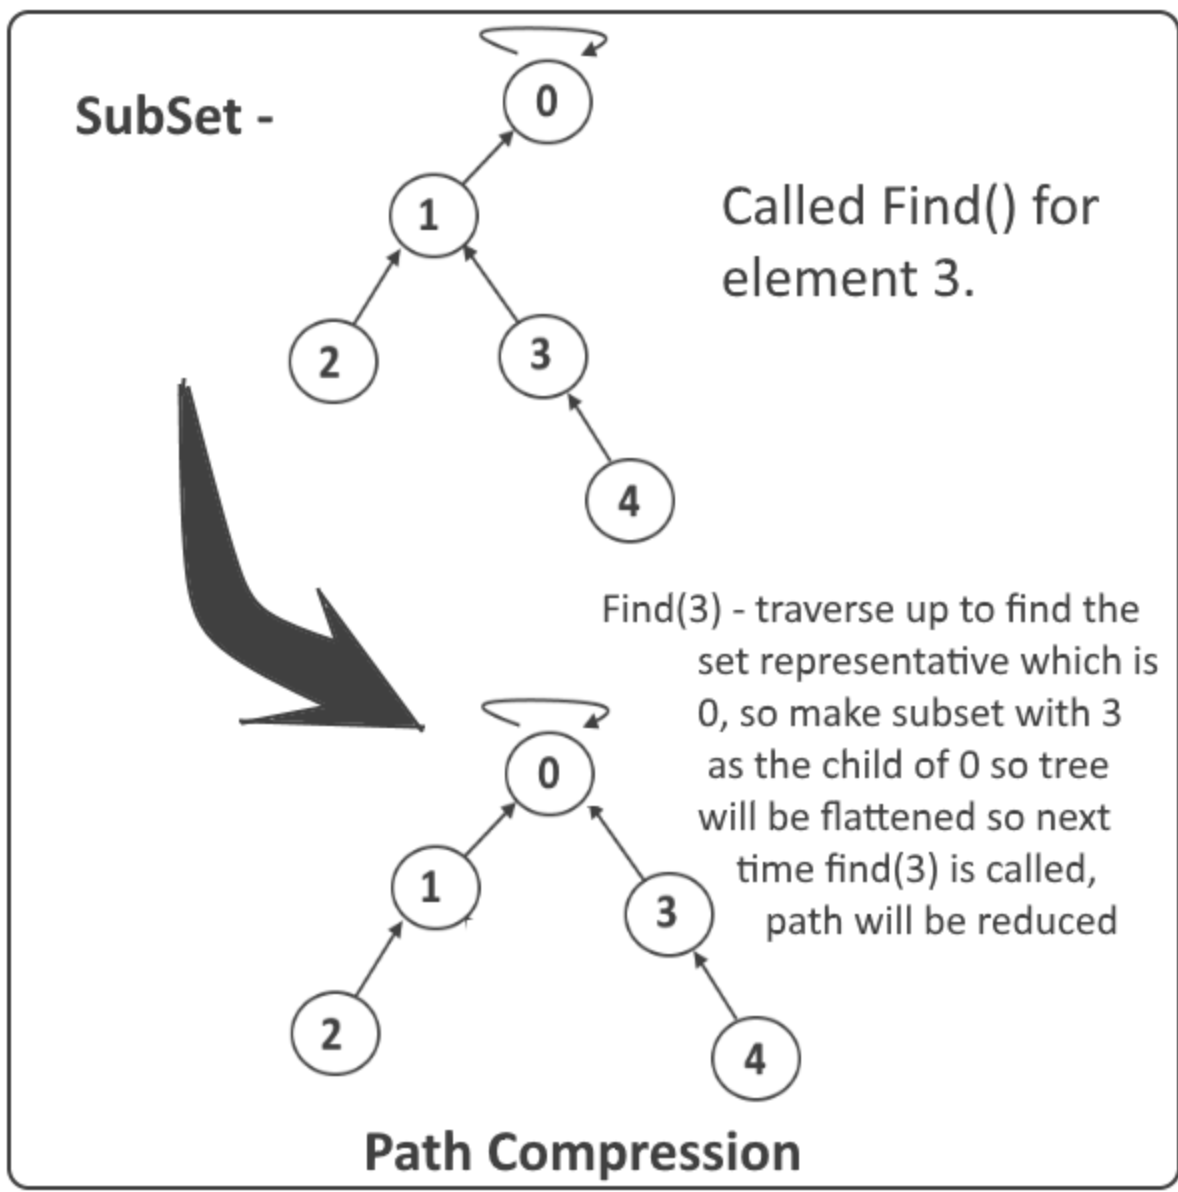 0
SubSet -
1
Called Find() for
element 3.
2
3
4
Find(3) - traverse up to find the
set representative which is
0, so make subset with 3
as the child of 0 so tree
will be flattened so next
time find(3) is called,
path will be reduced
0
1
3
2
4
Path Compression